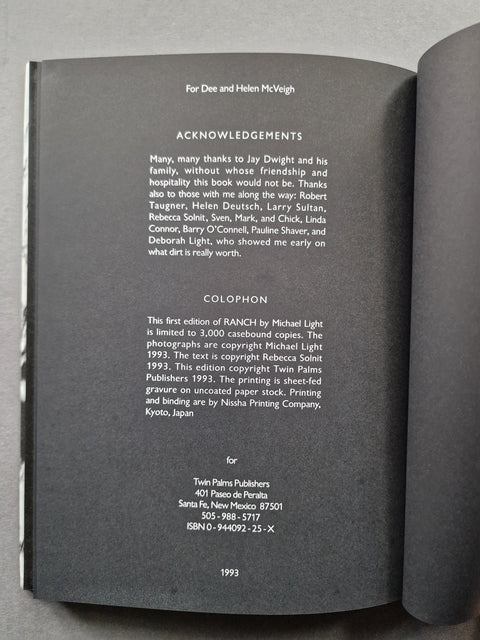 For Dee and Helen McVeigh
ACKNOWLEDGEMENTS
Many, many thanks to Jay Dwight and his
family, without whose friendship and
hospitality this book would not be. Thanks
also to those with me along the way: Robert
Taugner, Helen Deutsch, Larry Sultan,
Rebecca Solnit, Sven, Mark, and Chick, Linda
Connor, Barry O'Connell, Pauline Shaver, and
Deborah Light, who showed me early on
what dirt is really worth.
COLOPHON
This first edition of RANCH by Michael Light
is limited to 3,000 casebound copies. The
photographs are copyright Michael Light
1993. The text is copyright Rebecca Solnit
1993. This edition copyright Twin Palms
Publishers 1993. The printing is sheet-fed
gravure on uncoated paper stock. Printing
and binding are by Nissha Printing Company,
Kyoto, Japan
for
Twin Palms Publishers
401 Paseo de Peralta
Santa Fe, New Mexico 87501
505-988-5717
ISBN 0-944092-25-X
1993